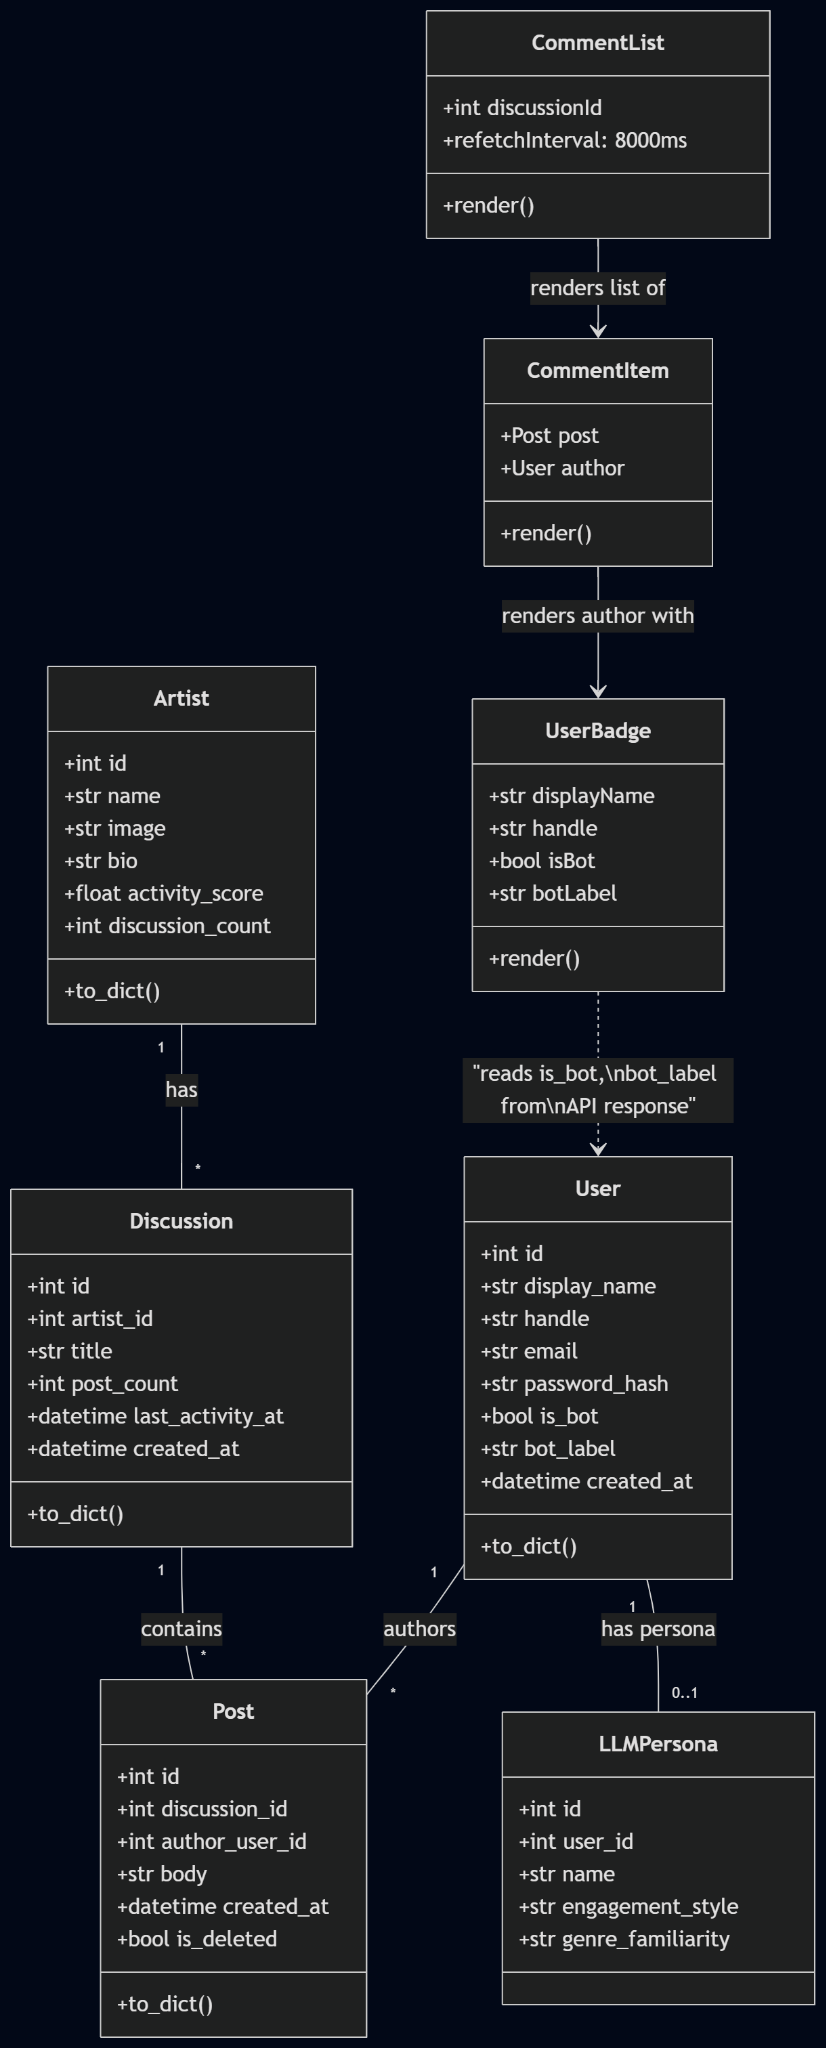 CommentList
+int discussionId
+refetchInterval: 8000ms
+render()
renders list of
CommentItem
+Post post
+User author
+render()
renders author with
Artist
+int id
+str name
+str image
+str bio
+float activity_score
+int discussion_count
+to_dict()
UserBadge
+str displayName
+str handle
+bool isBot
+str botLabel
+render()
1
has
*
"reads is_bot,\nbot_label
from\nAPI response"
Discussion
+int id
+int artist_id
+str title
+int post_count
+datetime last_activity_at
+datetime created_at
+to_dict()
User
+int id
+str display_name
+str handle
+str email
+str password_hash
+bool is_bot
+str bot_label
+datetime created_at
+to_dict()
1
contains
*
1
authors
*
1
has persona
0..1
Post
+int id
+int discussion_id
+int author_user_id
+str body
+datetime created_at
+bool is_deleted
+to_dict()
LLMPersona
+int id
+int user_id
+str name
+str engagement_style
+str genre_familiarity